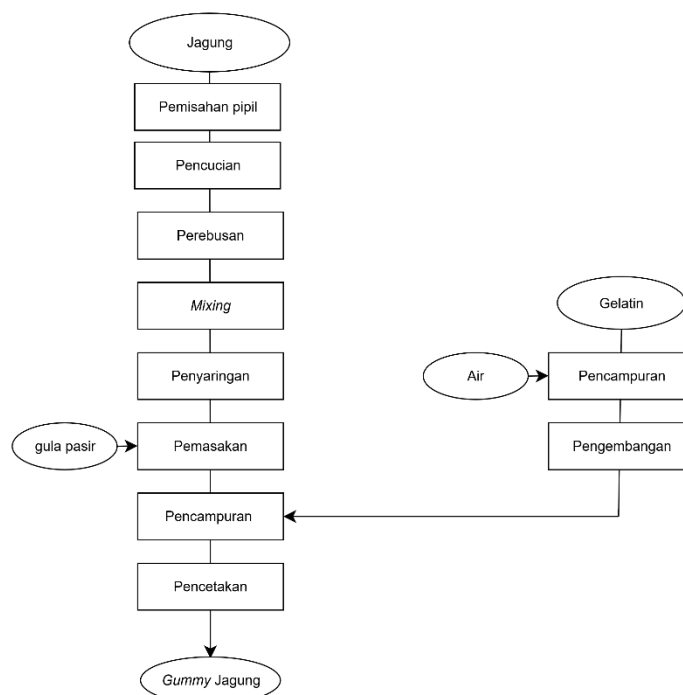 Jagung
Pemisahan pipil
Pencucian
Perebusan
Mixing
Penyaringan
gula pasir
Pemasakan
Pencampuran
Pencetakan
Gummy Jagung
Gelatin
Air
Pencampuran
Pengembangan